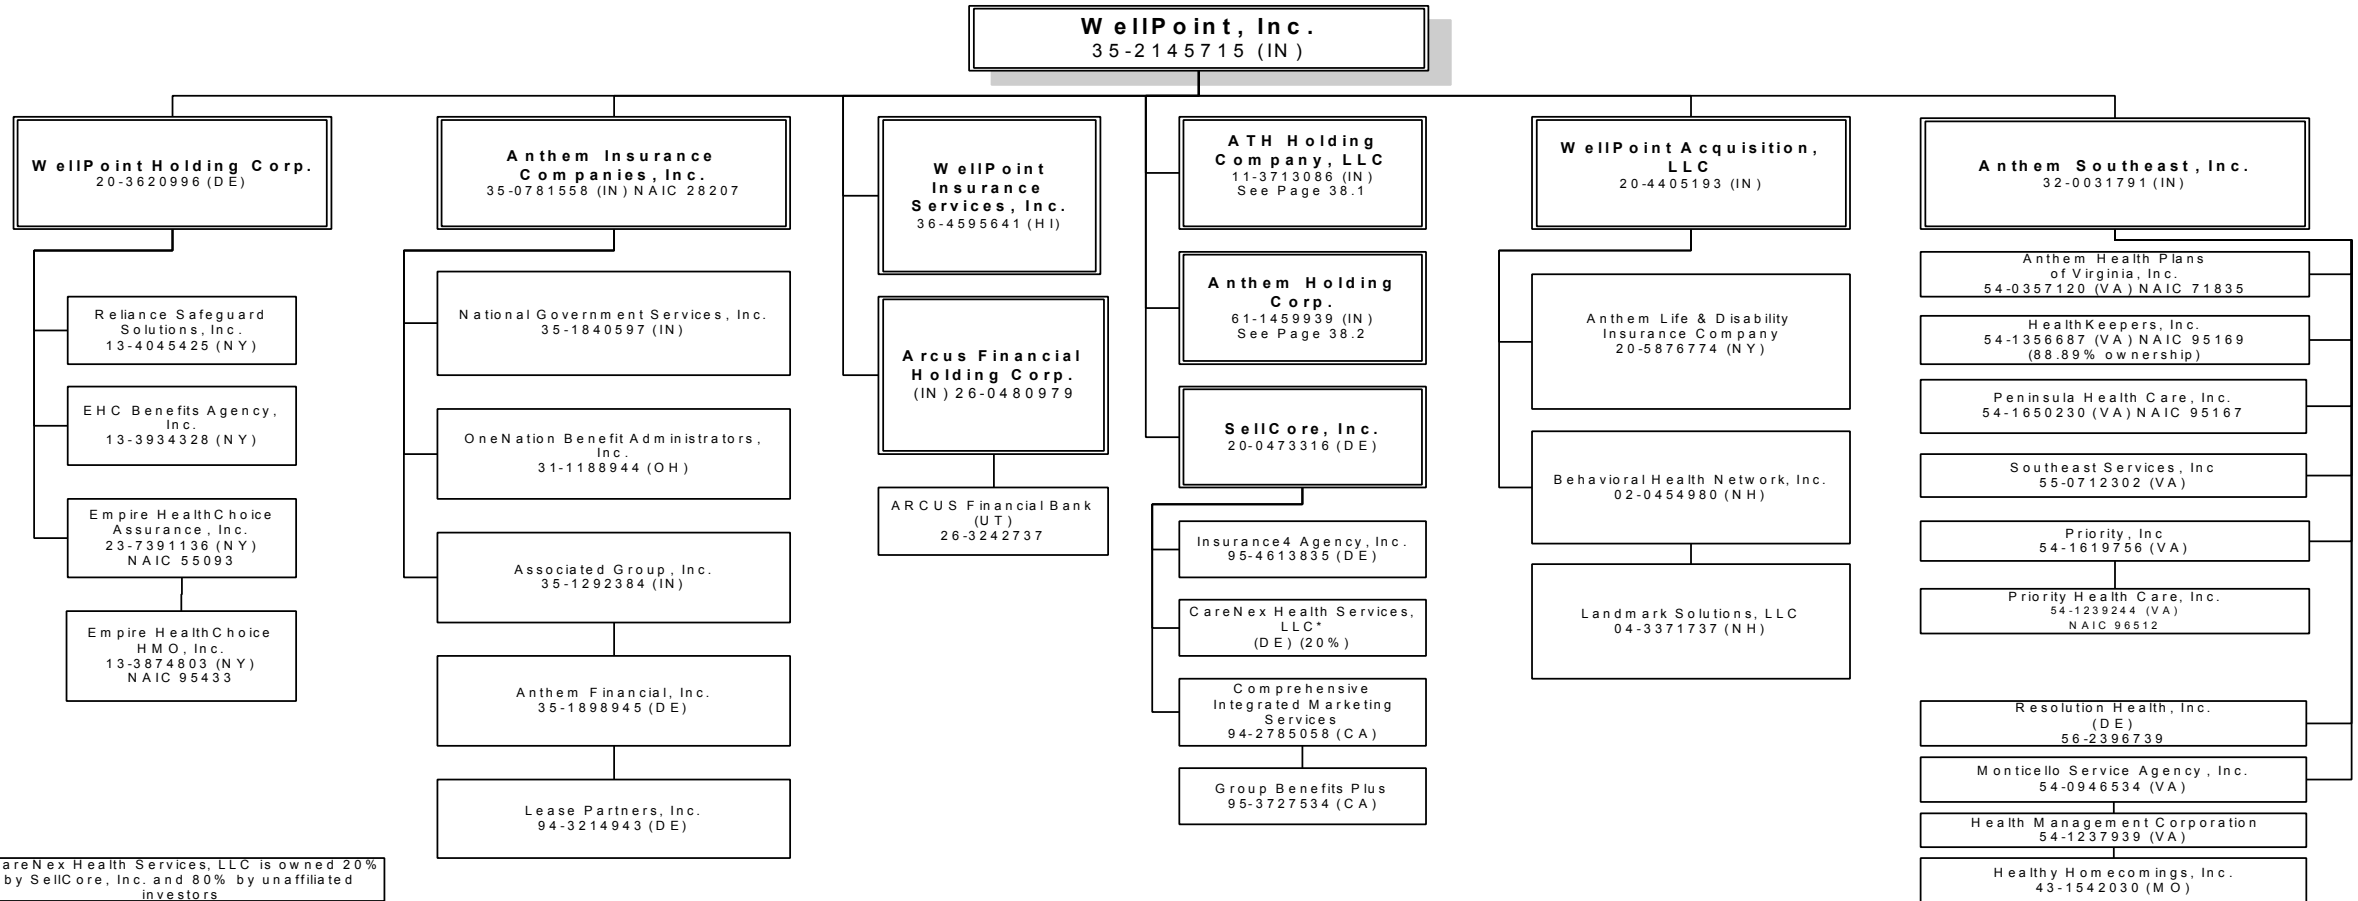 WellPoint, Inc.
35-2145715 (IN)
WellPoint Holding Corp.
20-3620996 (DE)
Reliance Safeguard
Solutions, Inc.
13-4045425 (NY)
EHC Benefits Agency,
Inc.
13-3934328 (NY)
Empire HealthChoice
Assurance, Inc.
23-7391136 (NY)
NAIC 55093
Empire HealthChoice
HMO, Inc.
13-3874803 (NY)
NAIC 95433
Anthem Insurance
Companies, Inc.
35-0781558 (IN) NAIC 28207
National Government Services, Inc.
35-1840597 (IN)
OneNation Benefit Administrators,
Inc.
31-1188944 (OH)
Associated Group, Inc.
35-1292384 (IN)
Anthem Financial, Inc.
35-1898945 (DE)
Lease Partners, Inc.
94-3214943 (DE)
WellPoint
Insurance
Services, Inc.
36-4595641 (HI)
Arcus Financial
Holding Corp.
(IN) 26-0480979
ARCUS Financial Bank
(UT)
26-3242737
ATH Holding
Company, LLC
11-3713086 (IN)
See Page 38.1
Anthem Holding
Corp.
61-1459939 (IN)
See Page 38.2
SellCore, Inc.
20-0473316 (DE)
Insurance4 Agency, Inc.
95-4613835 (DE)
CareNex Health Services,
LLC*
(DE) (20%)
Comprehensive
Integrated Marketing
Services
94-2785058 (CA)
Group Benefits Plus
95-3727534 (CA)
WellPoint Acquisition,
LLC
20-4405193 (IN)
Anthem Life & Disability
Insurance Company
20-5876774 (NY)
Behavioral Health Network, Inc.
02-0454980 (NH)
Landmark Solutions, LLC
04-3371737 (NH)
Anthem Southeast, Inc.
32-0031791 (IN)
Anthem Health Plans
of Virginia, Inc.
54-0357120 (VA) NAIC 71835
HealthKeepers, Inc.
54-1356687 (VA) NAIC 95169
(88.89% ownership)
Peninsula Health Care, Inc.
54-1650230 (VA) NAIC 95167
Southeast Services, Inc
55-0712302 (VA)
Priority, Inc
54-1619756 (VA)
Priority Health Care, Inc.
54-1239244 (VA)
NAIC 96512
Resolution Health, Inc.
(DE)
56-2396739
Monticello Service Agency, Inc.
54-0946534 (VA)
Health Management Corporation
54-1237939 (VA)
Healthy Homecomings, Inc.
43-1542030 (MO)
areNex Health Services, LLC is owned 20%
by SellCore, Inc. and 80% by unaffiliated
investors